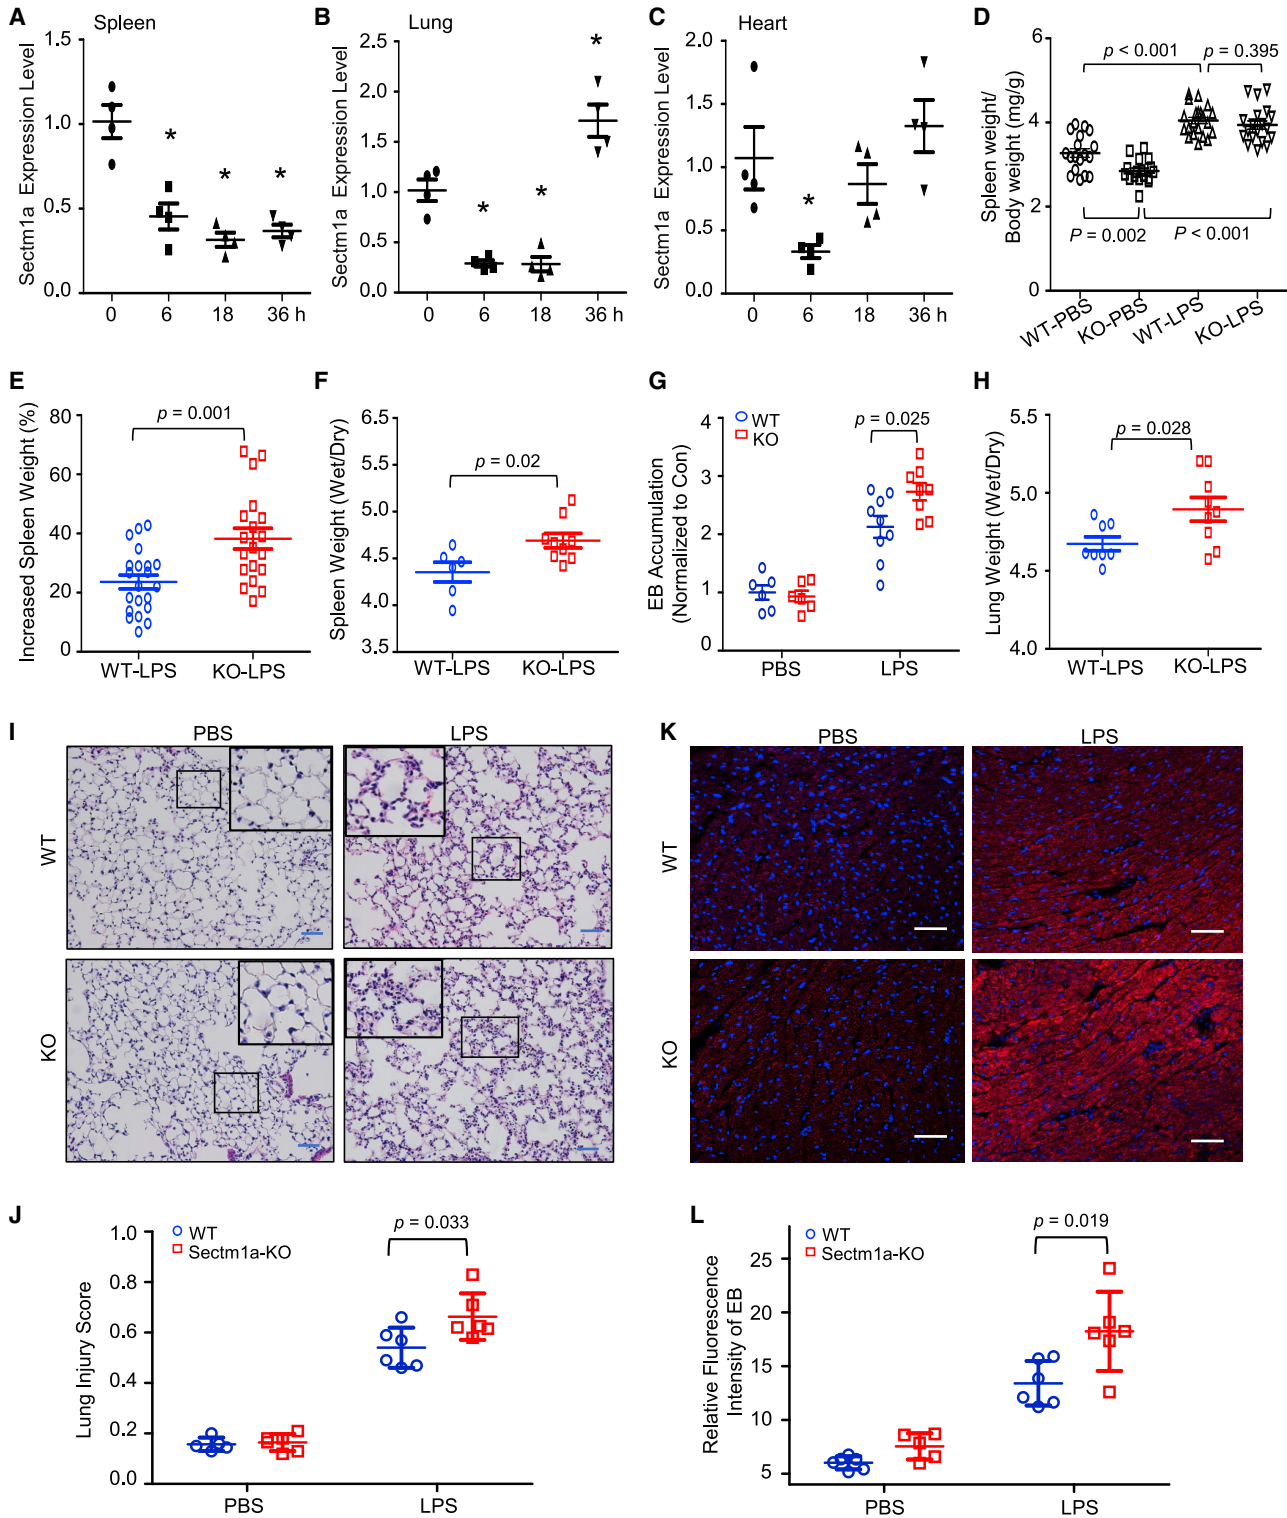 A Spleen
Sectm1a Expression Level
1.5
1.0
0.5
0.0
*
*
*
0 6 18 36 h
B Lung
Sectm1a Expression Level
2.5
2.0
1.5
1.0
0.5
0.0
*
*
*
0 6 18 36 h
C Heart
Sectm1a Expression Level
2.0
1.5
1.0
0.5
0.0
*
0 6 18 36 h
D
Spleen weight/
Body weight (mg/g)
6
4
2
0
p < 0.001 p = 0.395
P = 0.002 P < 0.001
WT-PBS KO-PBS WT-LPS KO-LPS
E
Increased Spleen Weight (%)
80
60
40
20
0
p = 0.001
WT-LPS KO-LPS
F
Spleen Weight (Wet/Dry)
6.5
5.5
5.0
4.5
4.0
3.5
p = 0.02
WT-LPS KO-LPS
G
EB Accumulation
(Normalized to Con)
4
3
2
1
0
WT
KO
p = 0.025
PBS LPS
H
Lung Weight (Wet/Dry)
5.5
5.0
4.5
4.0
p = 0.028
WT-LPS KO-LPS
I
PBS LPS
WT
KO
K
PBS LPS
WT
KO
J
Lung Injury Score
1.0
0.8
0.6
0.4
0.2
0.0
WT
Sectm1a-KO
p = 0.033
PBS LPS
L
Relative Fluorescence
Intensity of EB
25
20
15
10
5
WT
Sectm1a-KO
p = 0.019
PBS LPS